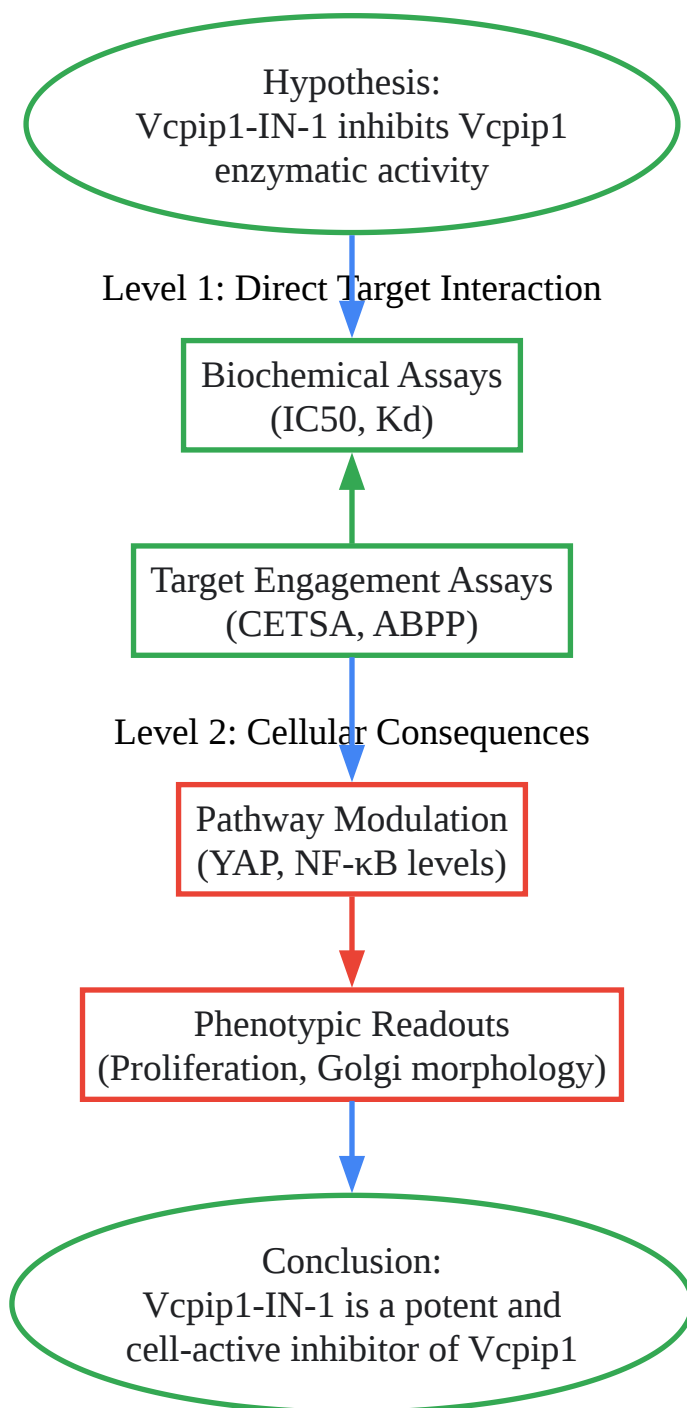 Hypothesis:
Vcpip1-IN-1 inhibits Vcpip1
enzymatic activity
Level 1: Direct Target Interaction
Biochemical Assays
(IC50, Kd)
Target Engagement Assays
(CETSA, ABPP)
Level 2: Cellular Consequences
Pathway Modulation
(YAP, NF-κB levels)
Phenotypic Readouts
(Proliferation, Golgi morphology)
Conclusion:
Vcpip1-IN-1 is a potent and
cell-active inhibitor of Vcpip1